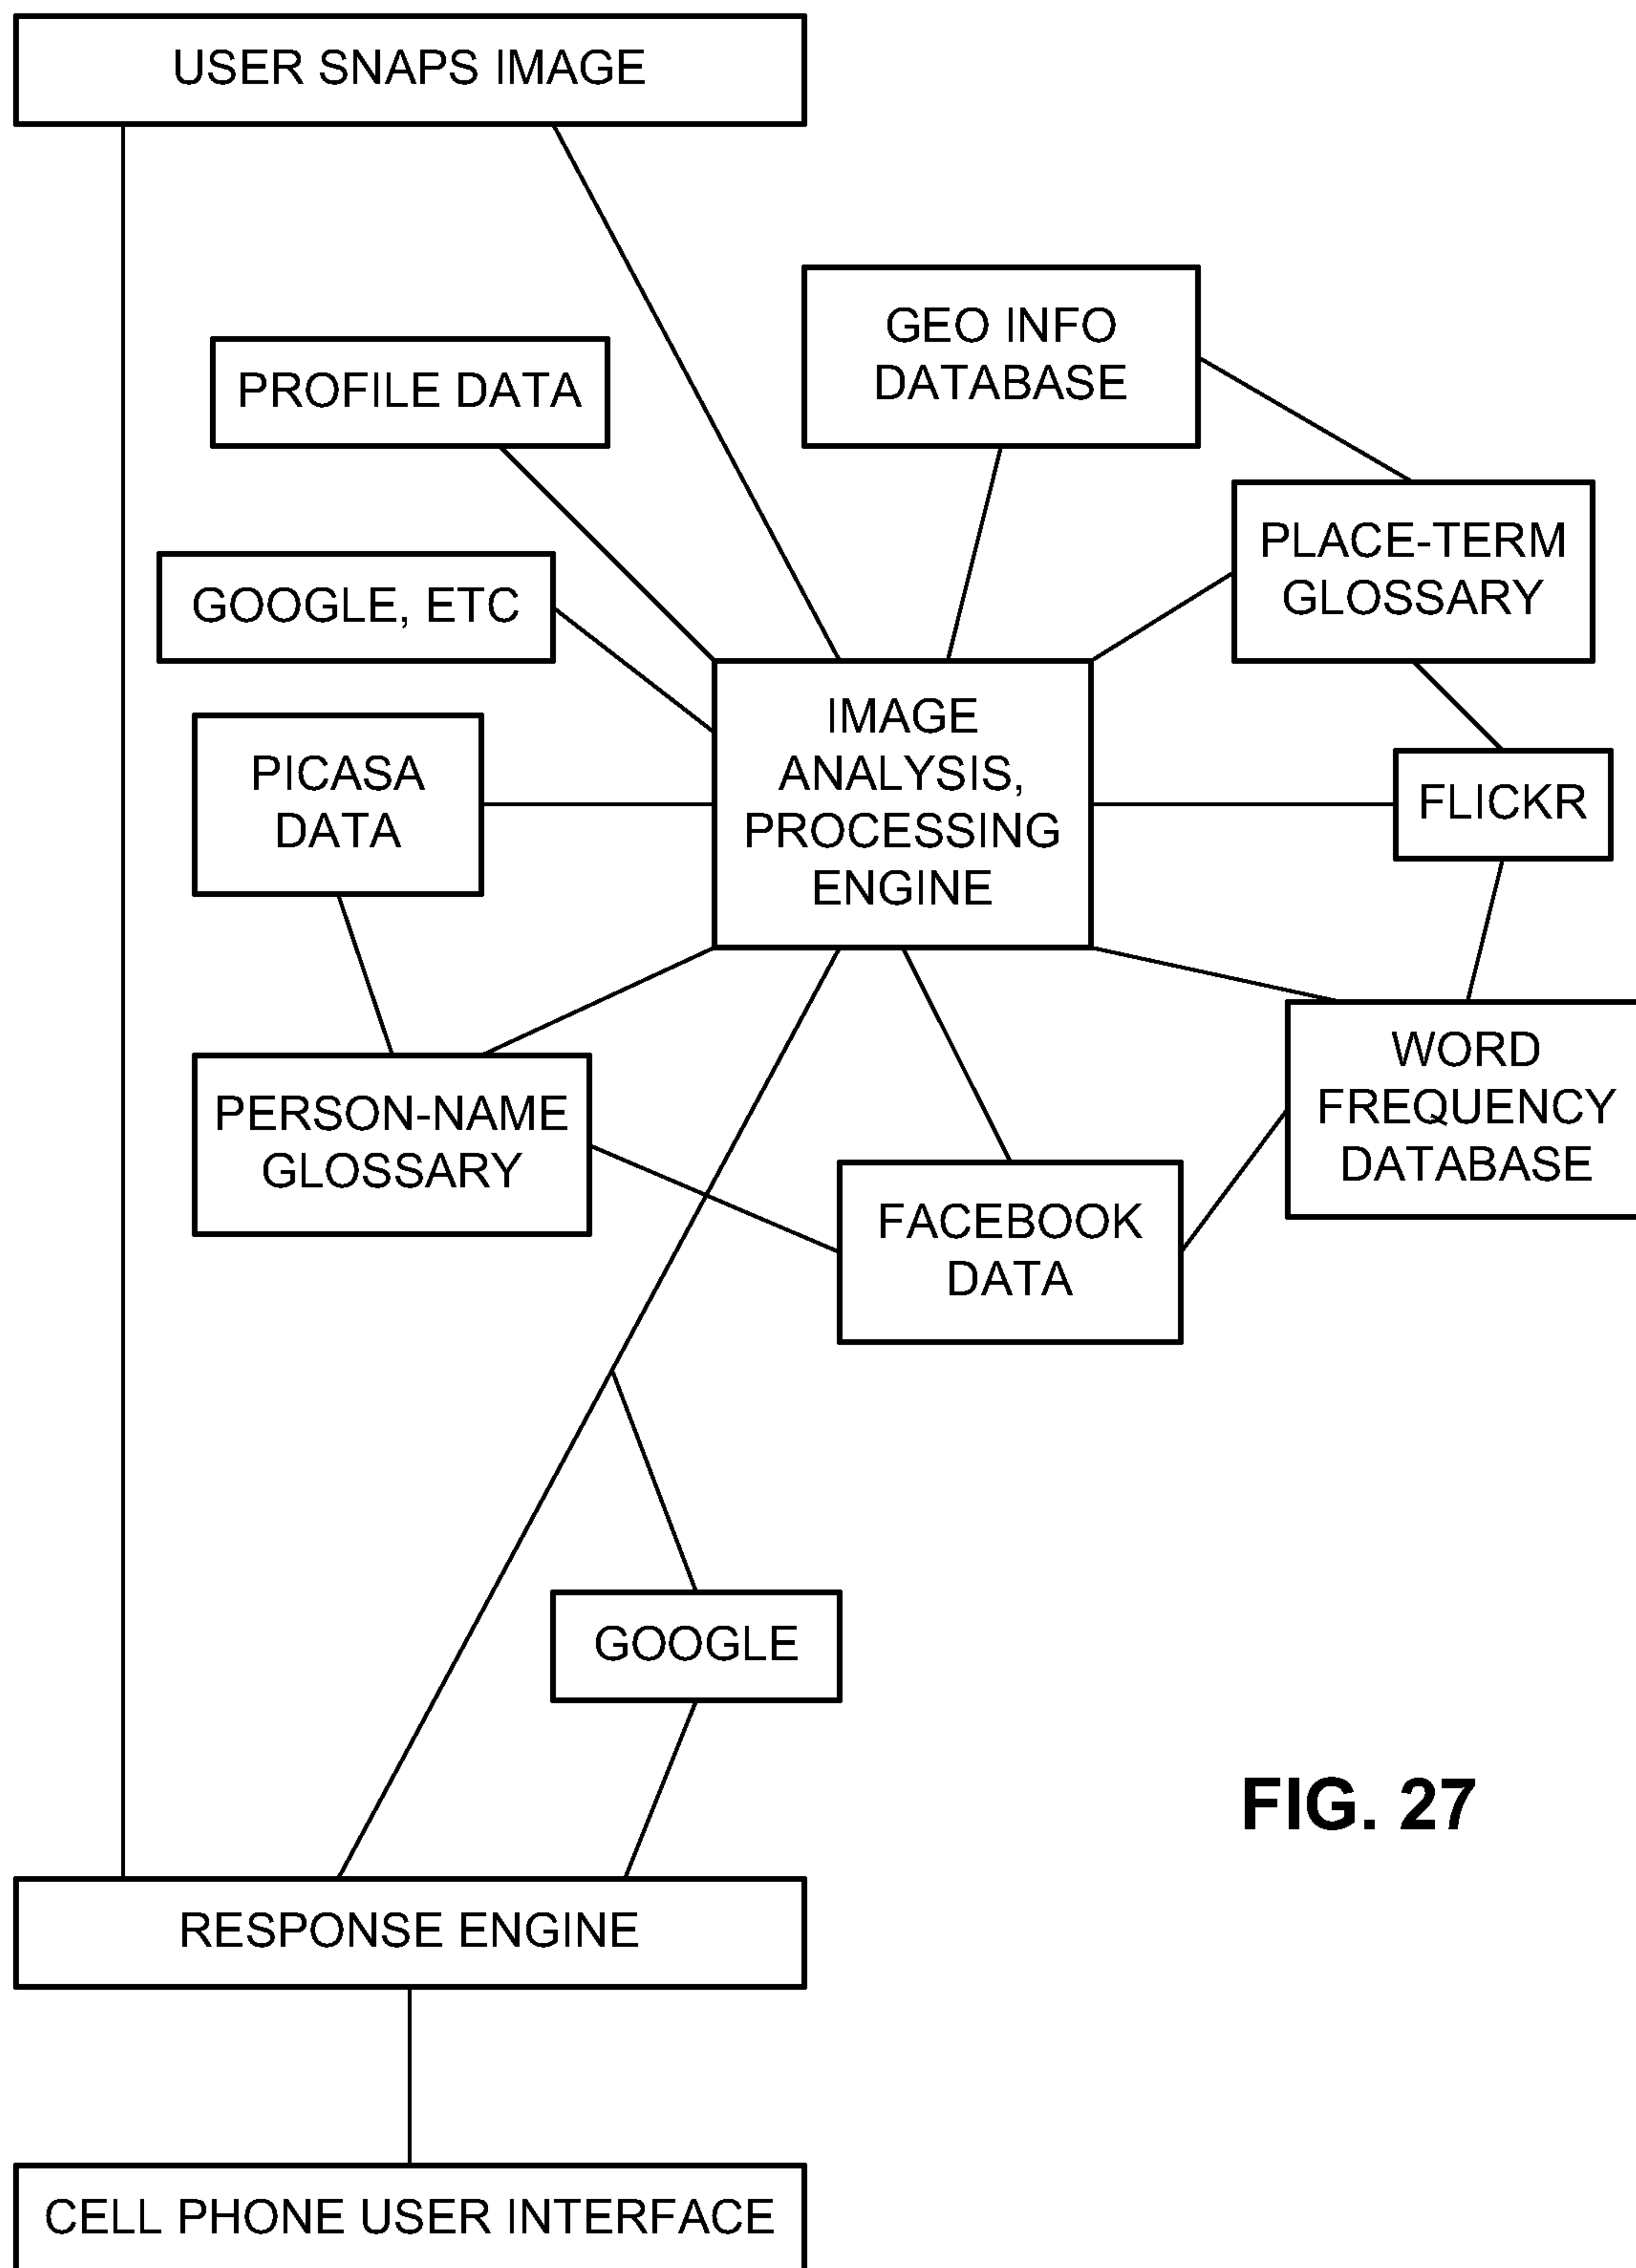 USER SNAPS IMAGE
GEO INFO
DATABASE
PROFILE DATA
PLACE-TERM
GLOSSARY
GOOGLE, ETC
IMAGE
ANALYSIS,
PROCESSING
ENGINE
PICASA
DATA
FLICKR
WORD
FREQUENCY
DATABASE
PERSON-NAME
GLOSSARY
FACEBOOK
DATA
GOOGLE
FIG. 27
RESPONSE ENGINE
CELL PHONE USER INTERFACE